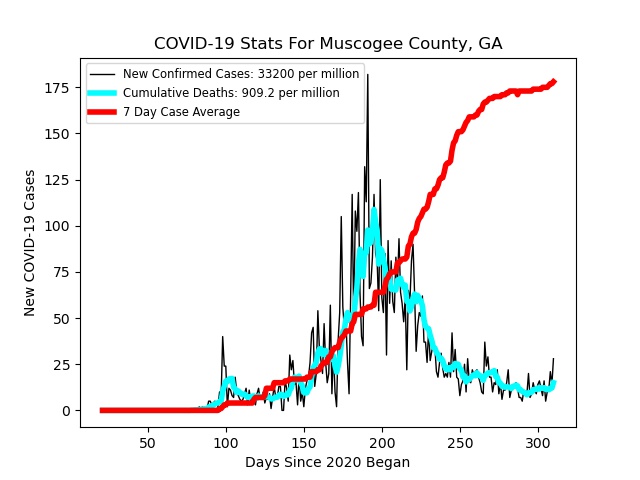 COVID-19 Stats For Muscogee County, GA
New Confirmed Cases: 33200 per million
Cumulative Deaths: 909.2 per million
7 Day Case Average
New COVID-19 Cases
175
150
125
100
75
50
25
0
50 100 150 200 250 300
Days Since 2020 Began